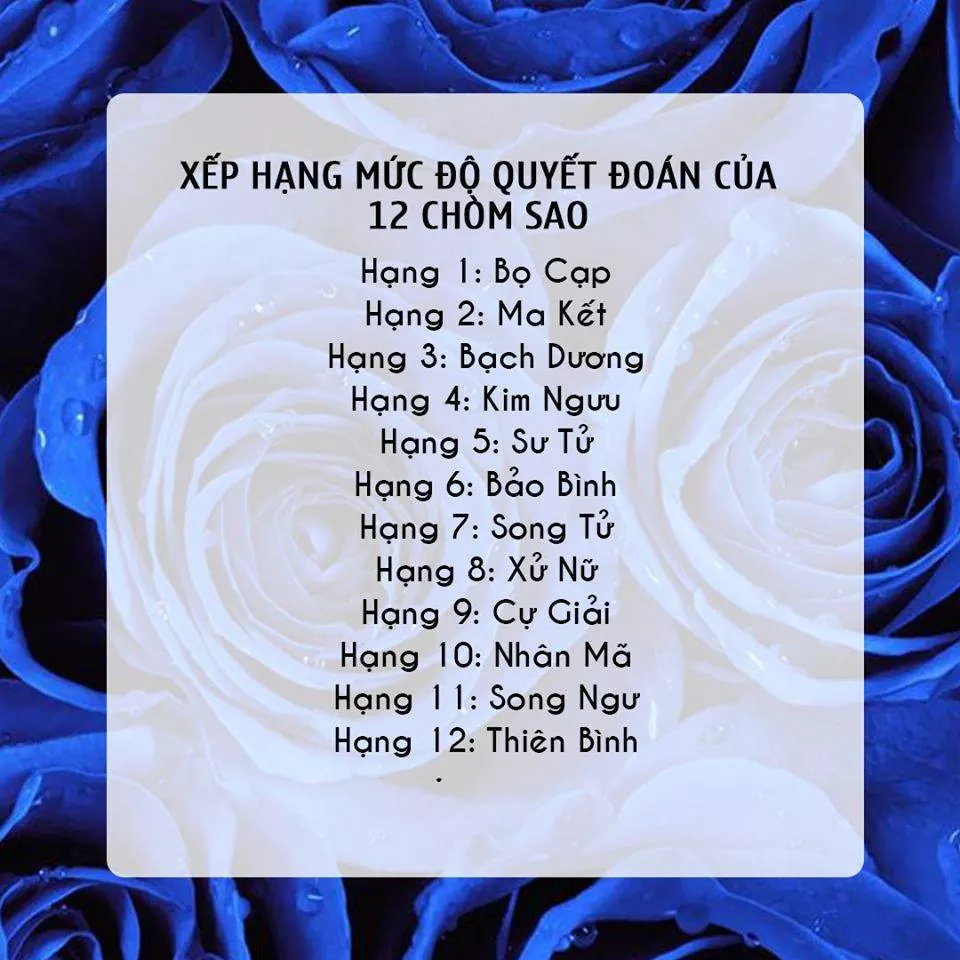 XẾP HẠNG MỨC ĐỘ QUYẾT ĐOÁN CỦA
12 CHÒM SAO
Hạng 1: Bọ Cạp
Hạng 2: Ma Kết
Hạng 3: Bạch Dương
Hạng 4: Kim Ngưu
Hạng 5: Sư Tử
Hạng 6: Bảo Bình
Hạng 7: Song Tử
Hạng 8: Xử Nữ
Hạng 9: Cự Giải
Hạng 10: Nhân Mã
Hạng 11: Song Ngư
Hạng 12: Thiên Bình